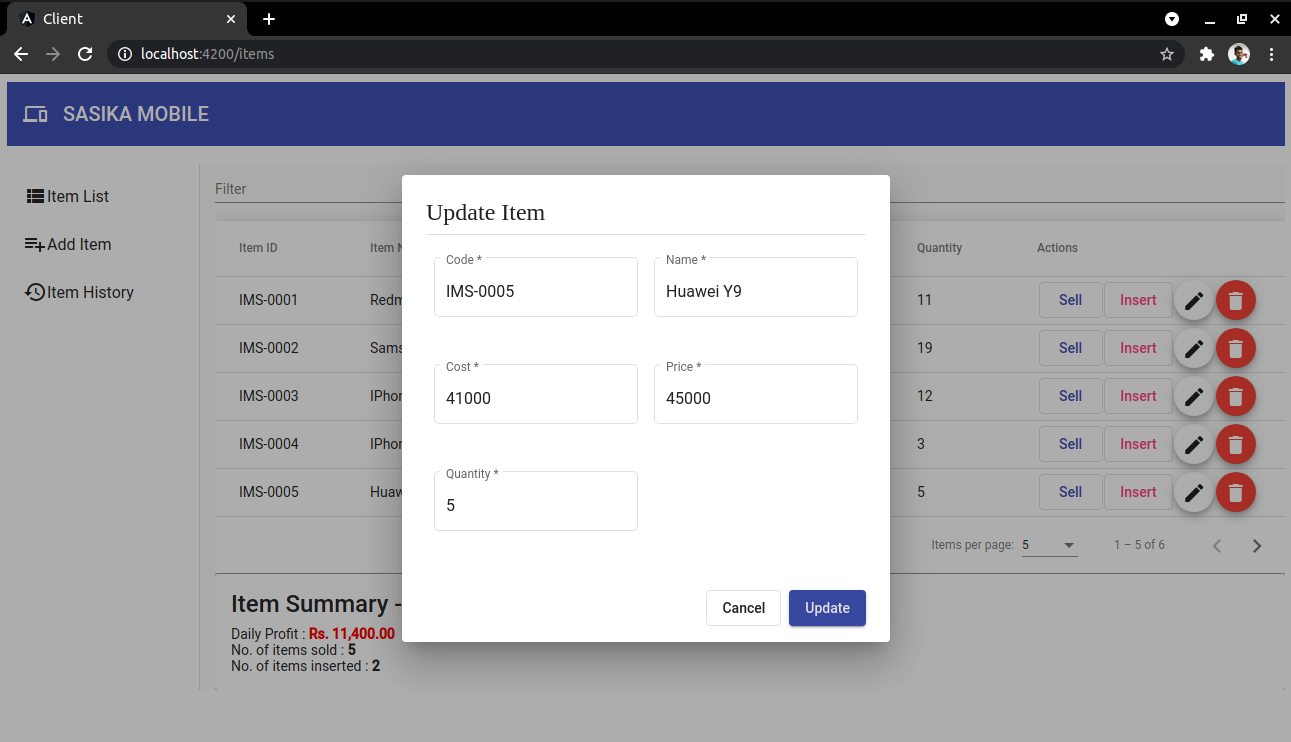 Client
localhost:4200/items
SASIKA MOBILE
Item List
Add Item
Item History
Filter
Item ID Item N Quantity Actions
IMS-0001 Redm 11 Sell Insert
IMS-0002 Sams 19 Sell Insert
IMS-0003 IPhon 12 Sell Insert
IMS-0004 IPhon 3 Sell Insert
IMS-0005 Huaw 5 Sell Insert
Items per page: 5 1 – 5 of 6
Item Summary -
Daily Profit : Rs. 11,400.00
No. of items sold : 5
No. of items inserted : 2
Update Item
Code * Name *
IMS-0005 Huawei Y9
Cost * Price *
41000 45000
Quantity *
5
Cancel Update